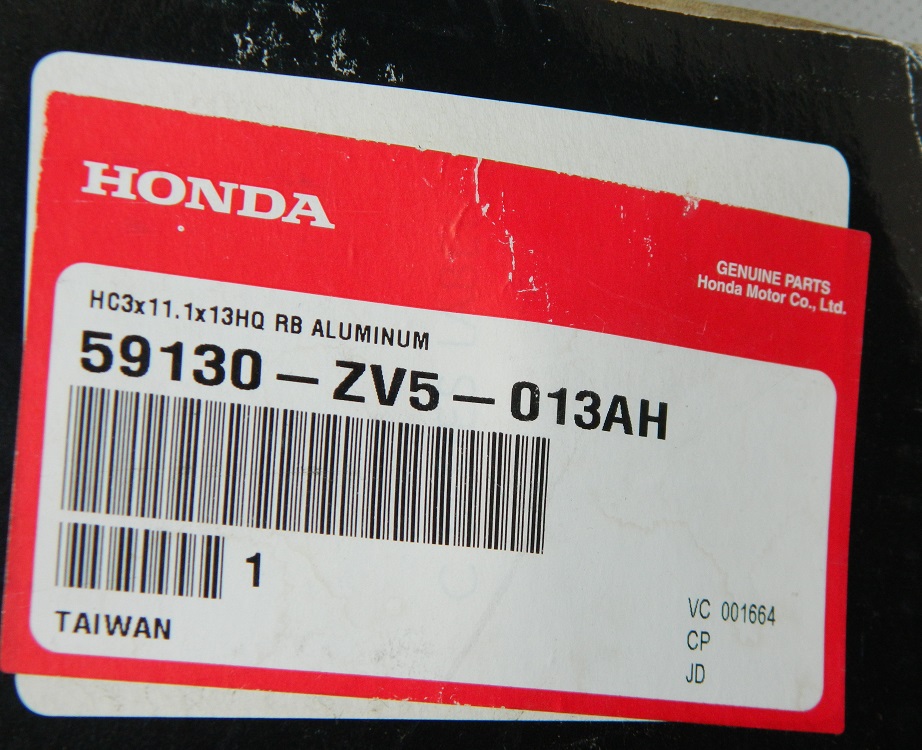 HONDA
GENUINE PARTS
Honda Motor Co., Ltd.
HC3x11.1x13HQ RB ALUMINUM
59130-ZV5-013AH
1
TAIWAN
VC 001664
CP
JD